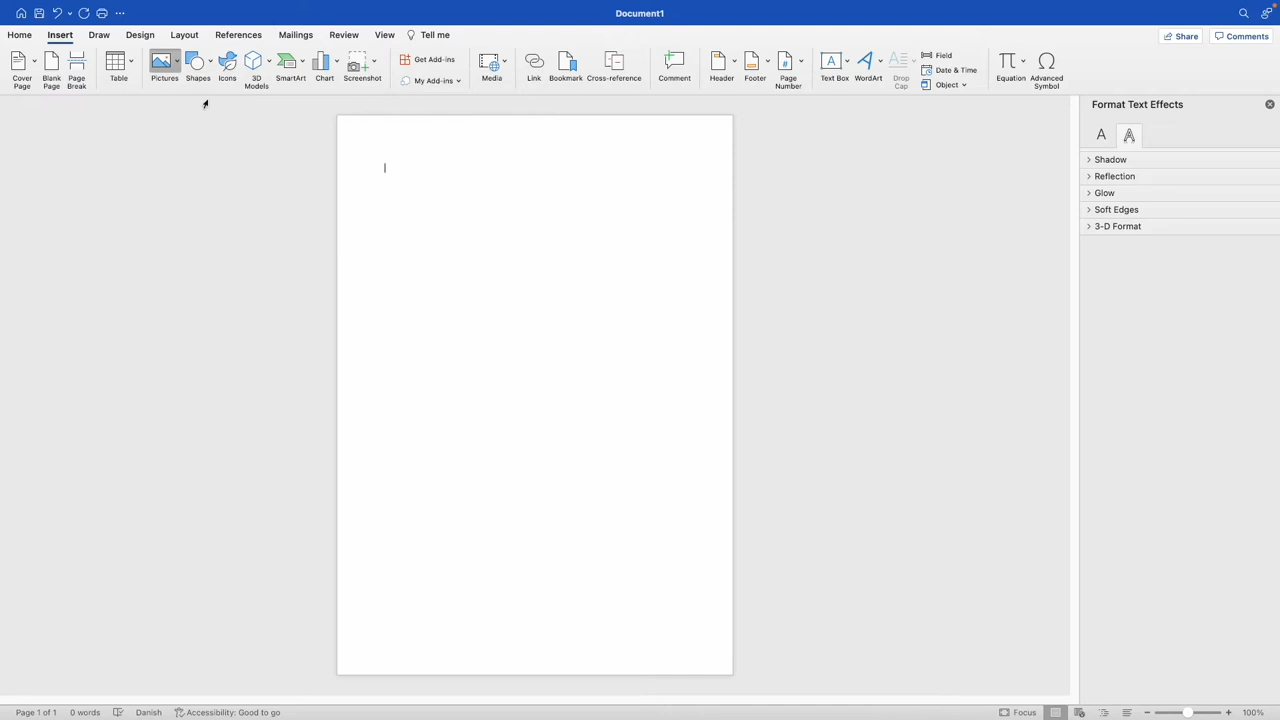 Document1
Home Insert Draw Design Layout References Mailings Review View Tell me Share Comments
Cover Page
Blank Page
Page Break
Table
Pictures
Shapes
Icons
3D Models
SmartArt
Chart
Screenshot
Get Add-ins
My Add-ins
Media
Link
Bookmark
Cross-reference
Comment
Header
Footer
Page Number
Text Box
WordArt
Drop Cap
Field
Date & Time
Object
Equation
Advanced Symbol
Format Text Effects
Shadow
Reflection
Glow
Soft Edges
3-D Format
Page 1 of 1 0 words Danish Accessibility: Good to go Focus 100%